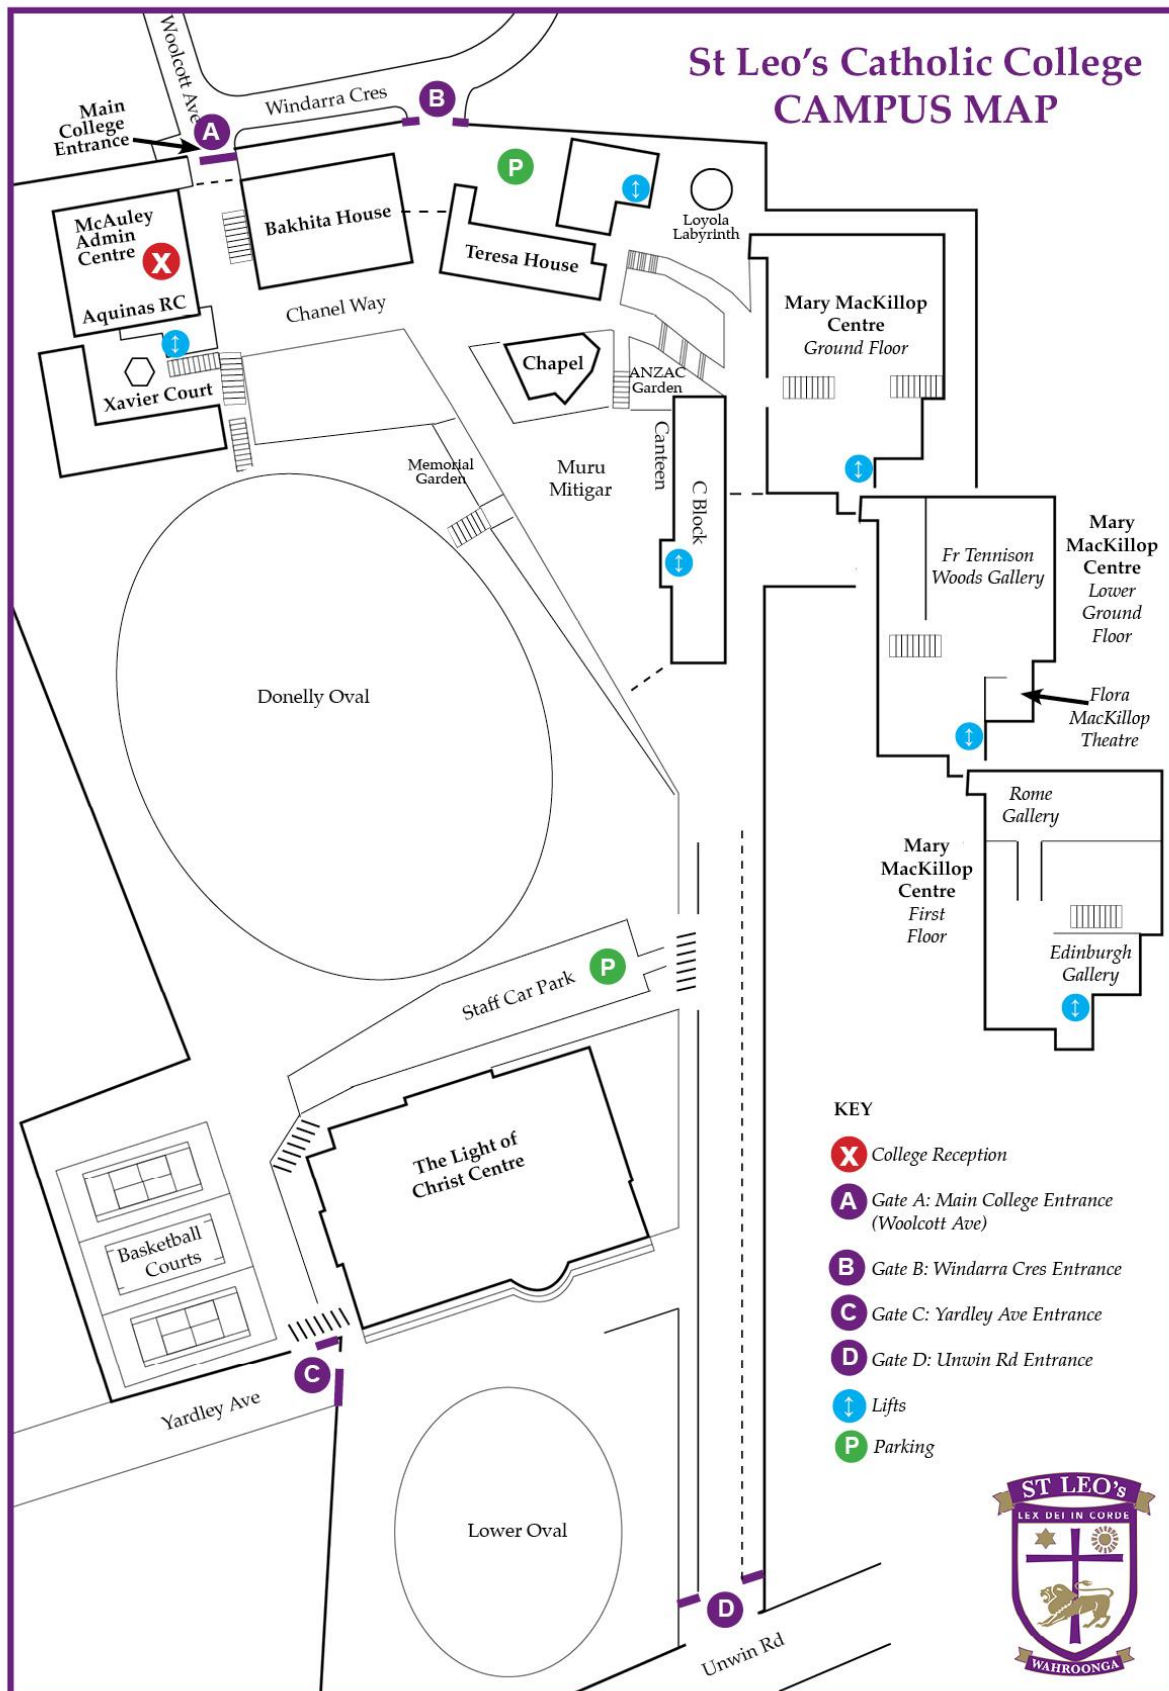 St Leo's Catholic College
CAMPUS MAP
Woolcott Ave
Windarra Cres
B
Main
College
Entrance
A
P
McAuley
Admin
Centre
X
Aquinas RC
Bakhita House
Teresa House
Loyola
Labyrinth
Chanel Way
Mary MacKillop
Centre
Ground Floor
Chapel
ANZAC
Garden
Xavier Court
Canteen
C Block
Memorial
Garden
Muru
Mitigar
Fr Tennison
Woods Gallery
Mary
MacKillop
Centre
Lower
Ground
Floor
Flora
MacKillop
Theatre
Donelly Oval
Rome
Gallery
Mary
MacKillop
Centre
First
Floor
Edinburgh
Gallery
Staff Car Park
P
The Light of
Christ Centre
Basketball
Courts
C
Yardley Ave
Lower Oval
D
Unwin Rd
KEY
X College Reception
A Gate A: Main College Entrance
(Woolcott Ave)
B Gate B: Windarra Cres Entrance
C Gate C: Yardley Ave Entrance
D Gate D: Unwin Rd Entrance
Lifts
P Parking
ST LEO's
LEX DEI IN CORDE
WAHROONGA